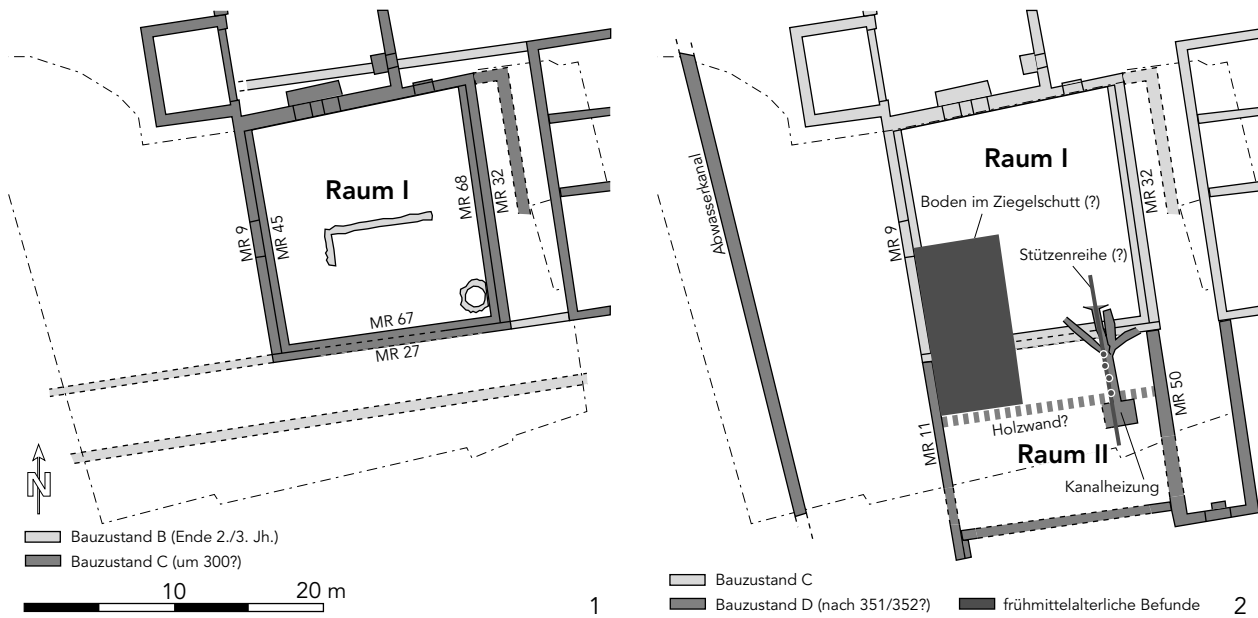 Raum I
MR 9
MR 45
MR 68
MR 32
MR 67
MR 27
N
Bauzustand B (Ende 2./3. Jh.)
Bauzustand C (um 300?)
10
20 m
1
Abwasserkanal
Raum I
MR 32
Boden im Ziegelschutt (?)
MR 9
Stützenreihe (?)
MR 50
Holzwand?
MR 11
Raum II
Kanalheizung
Bauzustand C
Bauzustand D (nach 351/352?)
frühmittelalterliche Befunde
2